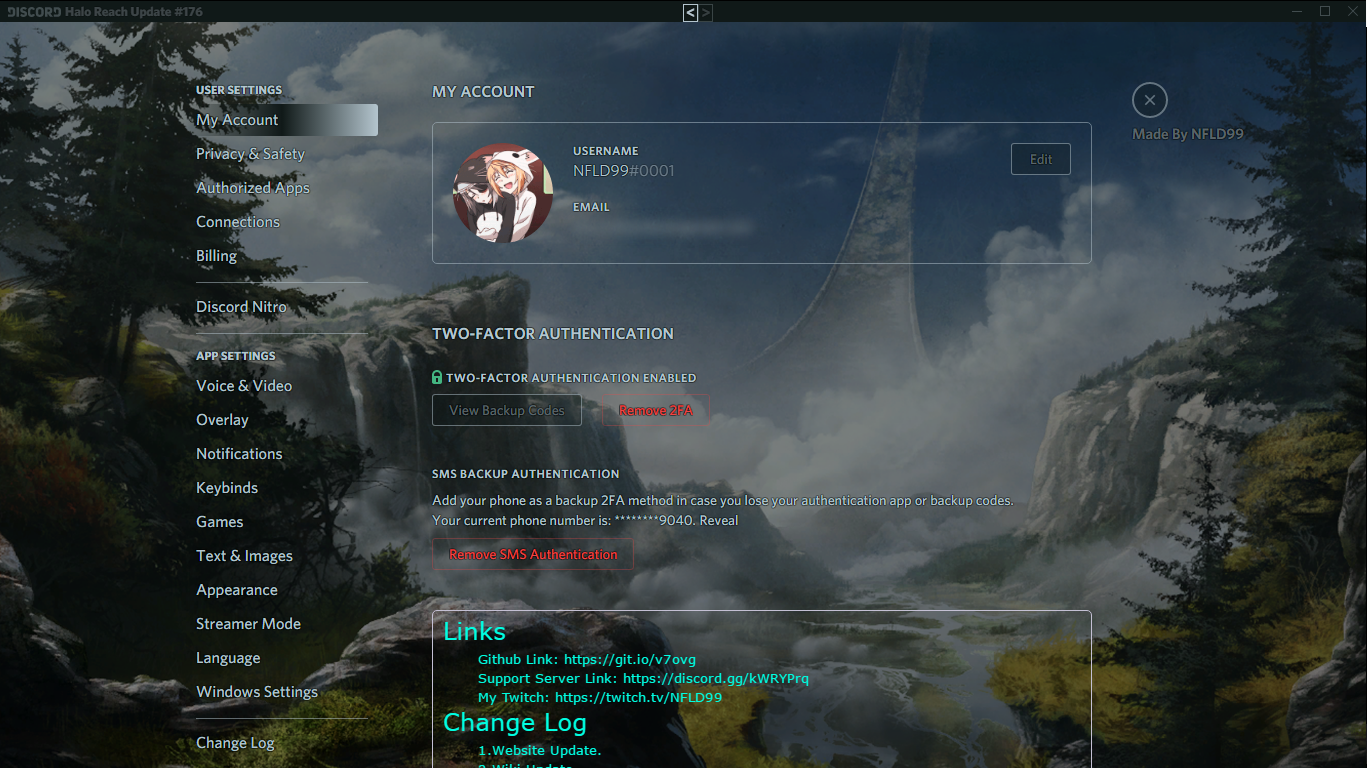 DISCORD Halo Reach Update #176
< >
USER SETTINGS
My Account
Privacy & Safety
Authorized Apps
Connections
Billing
Discord Nitro
APP SETTINGS
Voice & Video
Overlay
Notifications
Keybinds
Games
Text & Images
Appearance
Streamer Mode
Language
Windows Settings
Change Log
MY ACCOUNT
USERNAME
NFLD99#0001
Edit
EMAIL
TWO-FACTOR AUTHENTICATION
TWO-FACTOR AUTHENTICATION ENABLED
View Backup Codes
Remove 2FA
SMS BACKUP AUTHENTICATION
Add your phone as a backup 2FA method in case you lose your authentication app or backup codes.
Your current phone number is: ********9040. Reveal
Remove SMS Authentication
Links
Github Link: https://git.io/v7ovg
Support Server Link: https://discord.gg/kWRYPrq
My Twitch: https://twitch.tv/NFLD99
Change Log
1.Website Update.
2.Wiki Update.
Made By NFLD99